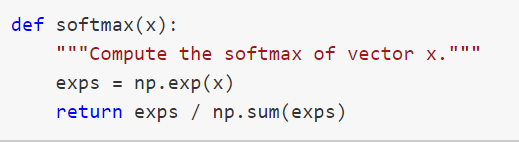 def softmax(x):
    """Compute the softmax of vector x."""
    exps = np.exp(x)
    return exps / np.sum(exps)